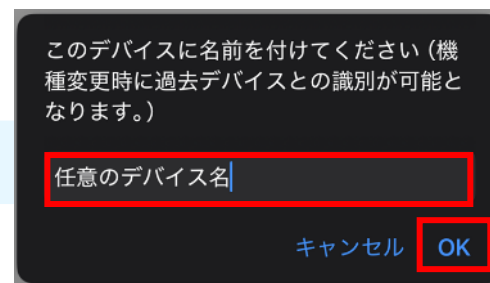 このデバイスに名前を付けてください（機
種変更時に過去デバイスとの識別が可能と
なります。）
任意のデバイス名
キャンセル OK